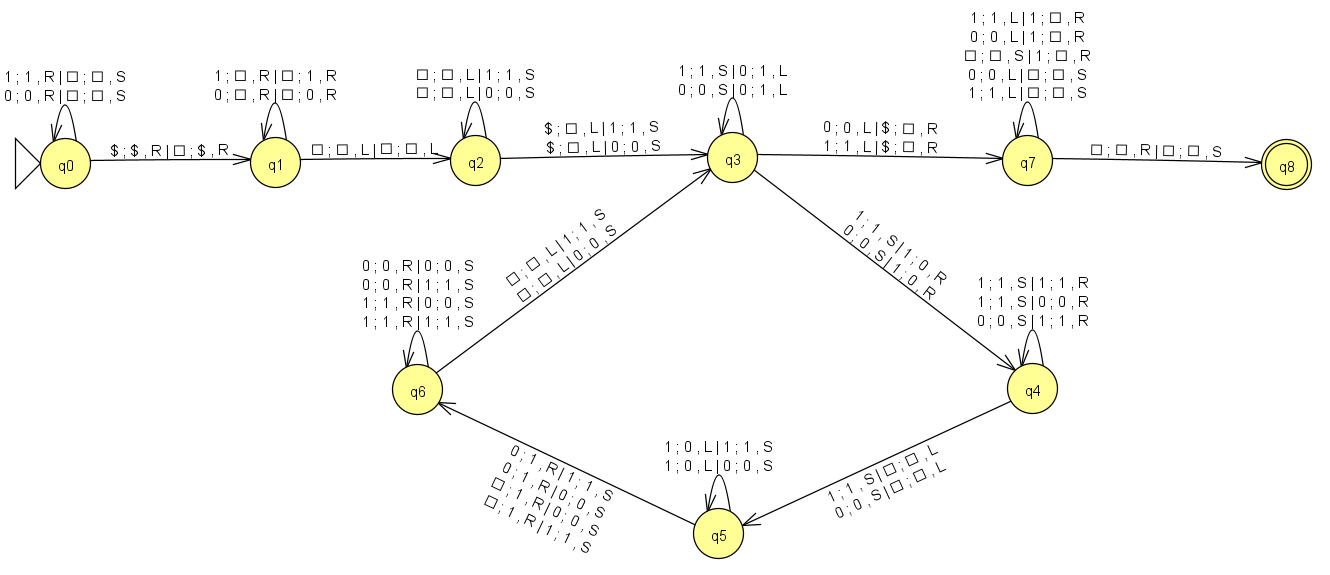 1 ; 1 , L | 1 ; □ , R
0 ; 0 , L | 1 ; □ , R
□ ; □ , S | 1 ; □ , R
0 ; 0 , L | □ ; □ , S
1 ; 1 , L | □ ; □ , S
1 ; 1 , R | □ ; □ , S
0 ; 0 , R | □ ; □ , S
1 ; □ , R | □ ; 1 , R
0 ; □ , R | □ ; 0 , R
□ ; □ , L | 1 ; 1 , S
□ ; □ , L | 0 ; 0 , S
1 ; 1 , S | 0 ; 1 , L
0 ; 0 , S | 0 ; 1 , L
$ ; $ , R | □ ; $ , R
□ ; □ , L | □ ; □ , L
$ ; □ , L | 1 ; 1 , S
$ ; □ , L | 0 ; 0 , S
0 ; 0 , L | $ ; □ , R
1 ; 1 , L | $ ; □ , R
□ ; □ , R | □ ; □ , S
q0
q1
q2
q3
q7
q8
□ ; □ , L | 1 ; 1 , S
□ ; □ , L | 0 ; 0 , S
1 ; 1 , S | 1 ; 0 , R
0 ; 0 , S | 1 ; 0 , R
0 ; 0 , R | 0 ; 0 , S
0 ; 0 , R | 1 ; 1 , S
1 ; 1 , R | 0 ; 0 , S
1 ; 1 , R | 1 ; 1 , S
1 ; 1 , S | 1 ; 1 , R
1 ; 1 , S | 0 ; 0 , R
0 ; 0 , S | 1 ; 1 , R
q6
q4
0 ; 1 , R | 1 ; 1 , S
0 ; 1 , R | 0 ; 0 , S
□ ; 1 , R | 0 ; 0 , S
□ ; 1 , R | 1 ; 1 , S
1 ; 0 , L | 1 ; 1 , S
1 ; 0 , L | 0 ; 0 , S
1 ; 1 , S | □ ; □ , L
0 ; 0 , S | □ ; □ , L
q5